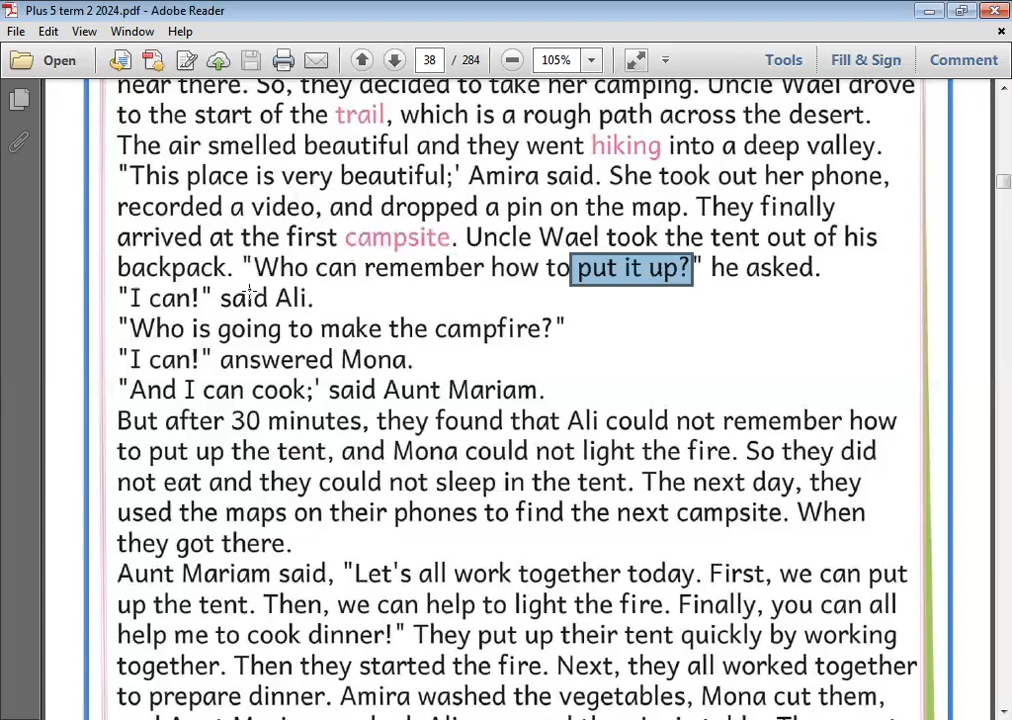 Plus 5 term 2 2024.pdf - Adobe Reader
File Edit View Window Help
Open 38 / 284 105% Tools Fill & Sign Comment
near there. So, they decided to take her camping. Uncle Wael drove
to the start of the trail, which is a rough path across the desert.
The air smelled beautiful and they went hiking into a deep valley.
"This place is very beautiful;' Amira said. She took out her phone,
recorded a video, and dropped a pin on the map. They finally
arrived at the first campsite. Uncle Wael took the tent out of his
backpack. "Who can remember how to put it up?" he asked.
"I can!" said Ali.
"Who is going to make the campfire?"
"I can!" answered Mona.
"And I can cook;' said Aunt Mariam.
But after 30 minutes, they found that Ali could not remember how
to put up the tent, and Mona could not light the fire. So they did
not eat and they could not sleep in the tent. The next day, they
used the maps on their phones to find the next campsite. When
they got there.
Aunt Mariam said, "Let's all work together today. First, we can put
up the tent. Then, we can help to light the fire. Finally, you can all
help me to cook dinner!" They put up their tent quickly by working
together. Then they started the fire. Next, they all worked together
to prepare dinner. Amira washed the vegetables, Mona cut them,